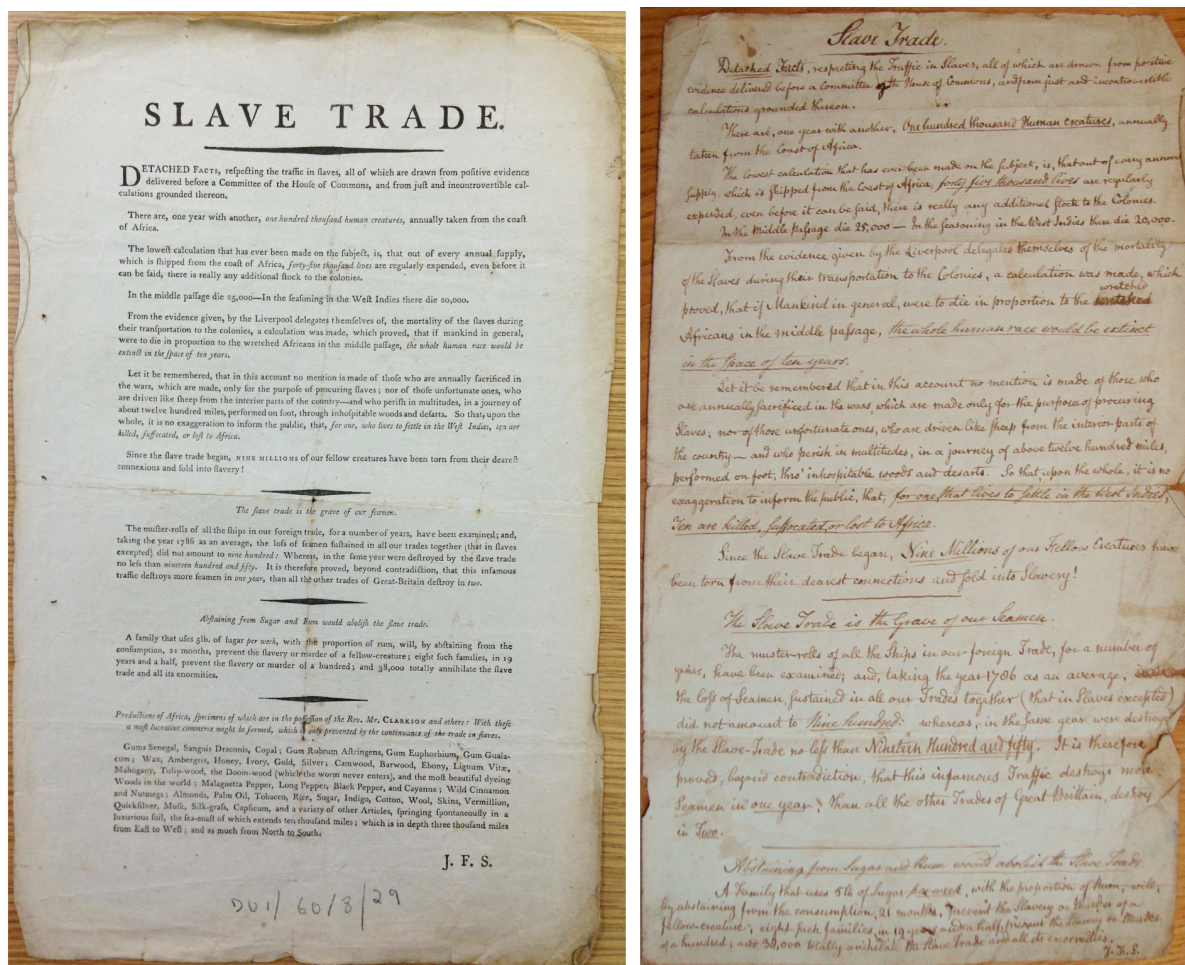 SLAVE TRADE.
DETACHED FACTS, reſpecting the traffic in ſlaves, all of which are drawn from poſitive evidence
delivered before a Committee of the Houſe of Commons, and from juſt and incontrovertible cal-
culations grounded thereon.
There are, one year with another, one hundred thouſand human creatures, annually taken from the coaſt
of Africa.
The loweſt calculation that has ever been made on the ſubject, is, that out of every annual ſupply,
which is ſhipped from the coaſt of Africa, forty-five thouſand lives are regularly expended, even before it
can be ſaid, there is really any additional ſtock to the colonies.
In the middle paſſage die 25,000—In the ſeaſoning in the Weſt Indies there die 20,000.
From the evidence given, by the Liverpool delegates themſelves of, the mortality of the ſlaves during
their tranſportation to the colonies, a calculation was made, which proved, that if mankind in general,
were to die in proportion to the wretched Africans in the middle paſſage, the whole human race would be
extinct in the ſpace of ten years.
Let it be remembered, that in this account no mention is made of thoſe who are annually ſacrificed in
the wars, which are made, only for the purpoſe of procuring ſlaves; nor of thoſe unfortunate ones, who
are driven like ſheep from the interior parts of the country—and who periſh in multitudes, in a journey of
about twelve hundred miles, performed on foot, through inhoſpitable woods and deſarts. So that, upon the
whole, it is no exaggeration to inform the public, that, for one, who lives to ſettle in the Weſt Indies, ten are
killed, ſuffocated, or loſt to Africa.
Since the ſlave trade began, NINE MILLIONS of our fellow creatures have been torn from their deareſt
connexions and ſold into ſlavery!
The ſlave trade is the grave of our ſeamen.
The muſter-rolls of all the ſhips in our foreign trade, for a number of years, have been examined; and,
taking the year 1786 as an average, the loſs of ſeamen ſuſtained in all our trades together (that in ſlaves
excepted) did not amount to nine hundred: Whereas, in the ſame year were deſtroyed by the ſlave trade
no leſs than nineteen hundred and fifty. It is therefore proved, beyond contradiction, that this infamous
traffic deſtroys more ſeamen in one year, than all the other trades of Great-Britain deſtroy in two.
Abſtaining from Sugar and Rum would aboliſh the ſlave trade.
A family that uſes 5lb. of ſugar per week, with the proportion of rum, will, by abſtaining from the
conſumption, 21 months, prevent the ſlavery or murder of a fellow-creature; eight ſuch families, in 19
years and a half, prevent the ſlavery or murder of a hundred; and 38,000 totally annihilate the ſlave
trade and all its enormities.
Productions of Africa, ſpecimens of which are in the poſſeſſion of the Rev. Mr. CLARKSON and others: With theſe
a moſt lucrative commerce might be formed, which is only prevented by the continuance of the trade in ſlaves.
Gums Senegal, Sanguis Draconis, Copal; Gum Rubrum Aſtringens, Gum Euphorbium, Gum Guaia-
cum; Wax, Ambergris, Honey, Ivory, Gold, Silver; Camwood, Barwood, Ebony, Lignum Vitæ,
Mahogany, Tulip-wood, the Doom-wood (which the worm never enters), and the moſt beautiful dyeing
Woods in the world; Malaguetta Pepper, Long Pepper, Black Pepper, and Cayenne; Wild Cinnamon
and Nutmegs; Almonds, Palm Oil, Tobacco, Rice, Sugar, Indigo, Cotton, Wool, Skins, Vermillion,
Quickſilver, Muſk, Silk-graſs, Capſicum, and a variety of other Articles, ſpringing ſpontaneouſly in a
luxurious ſoil, the ſea-coaſt of which extends ten thouſand miles; which is in depth three thouſand miles
from Eaſt to Weſt; and as much from North to South.
J. F. S.
DU1/60/8/29
Slave Trade.
Detached Facts, respecting the Traffic in Slaves, all of which are drawn from positive
evidence delivered before a Committee of the House of Commons, and from just and incontrovertible
calculations grounded thereon.
There are, one year with another, One hundred thousand Human Creatures, annually
taken from the Coast of Africa.
The lowest calculation that has ever been made on the Subject, is, that out of every annual
supply, which is shipped from the Coast of Africa, forty five thousand lives are regularly
expended, even before it can be said, there is really any additional Stock to the Colonies.
In the Middle Passage die 25,000 — In the Seasoning in the West Indies there die 20,000.
From the evidence given by the Liverpool delegates themselves of the mortality
of the Slaves during their transportation to the Colonies, a calculation was made, which
proved, that if Mankind in general, were to die in proportion to the wretched
Africans in the middle passage, the whole human race would be extinct
in the space of ten years.
Let it be remembered that in this account no mention is made of those who
are annually sacrificed in the wars, which are made only for the purpose of procuring
Slaves; nor of those unfortunate ones, who are driven like sheep from the interior parts of
the country — and who perish in multitudes, in a journey of above twelve hundred miles,
performed on foot, thro' inhospitable woods and desarts. So that upon the whole, it is no
exaggeration to inform the public, that, for one that lives to settle in the West Indies,
Ten are killed, suffocated, or lost to Africa.
Since the Slave Trade began, Nine Millions of our Fellow Creatures have
been torn from their dearest connections and sold into Slavery!
The Slave Trade is the Grave of our Seamen.
The muster-rolls of all the Ships in our foreign Trade, for a number of
years, have been examined; and, taking the year 1786 as an average,
the loſs of Seamen sustained in all our Trades together (that in Slaves excepted)
did not amount to Nine hundred: whereas, in the same year were destroy
by the Slave-Trade no leſs than Nineteen Hundred and fifty. It is therefore
proved, beyond contradiction, that this infamous Traffic destroys more
Seamen in one year, than all the other Trades of Great Brittain, destroy
in Two.
Abstaining from Sugar and Rum would abolish the Slave Trade.
A Family that uses 5lb of Sugar per week, with the proportion of Rum, will,
by abstaining from the consumption, 21 months, prevent the Slavery or Murder of a
fellow-creature; eight such families, in 19 years and a half, prevent the Slavery or Murder
of a hundred; and 38,000 totally annihilate the Slave Trade and all its enormities.
J. F. S.